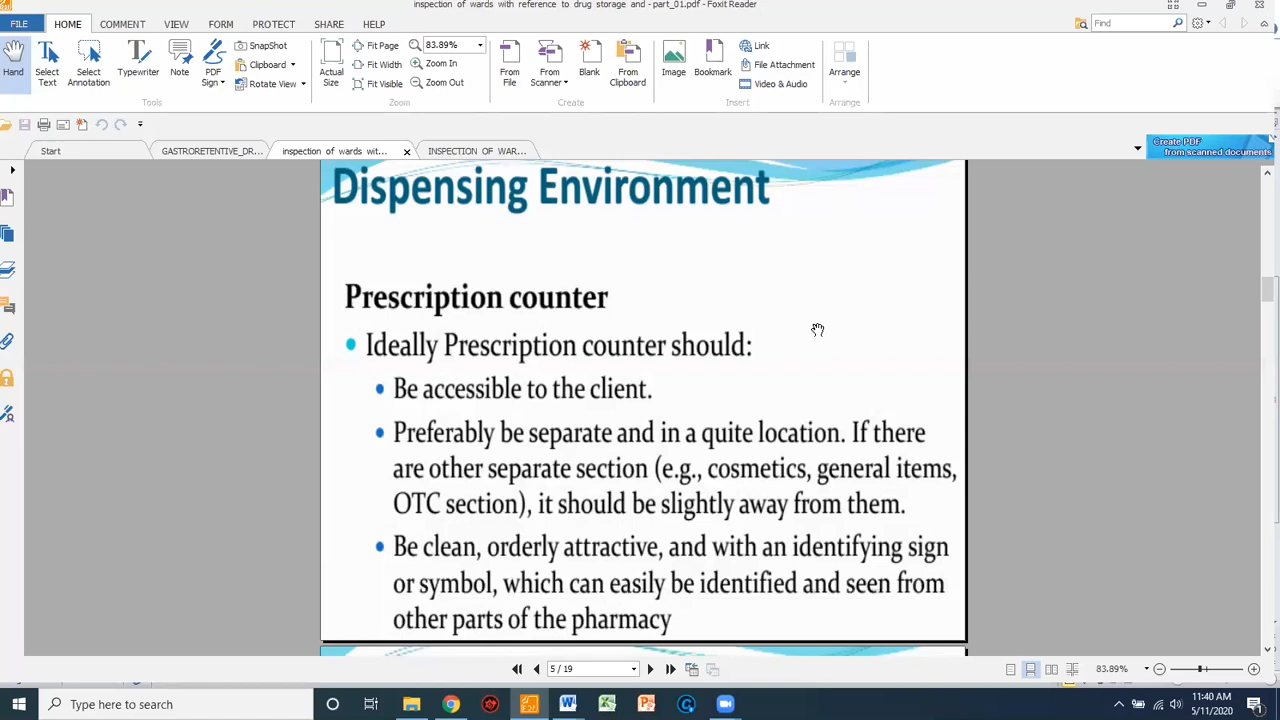 inspection of wards with reference to drug storage and - part_01.pdf - Foxit Reader
FILE HOME COMMENT VIEW FORM PROTECT SHARE HELP Find
SnapShot Fit Page 83.89% Link
Clipboard Fit Width Zoom In File Attachment
Rotate View Fit Visible Zoom Out Video & Audio
Hand Select Text Select Annotation Typewriter Note PDF Sign Actual Size From File From Scanner Blank From Clipboard Image Bookmark Arrange
Tools Zoom Create Insert Arrange
Start GASTRORETENTIVE_DR... inspection of wards wit... INSPECTION OF WAR...
Create PDF
from scanned documents
Dispensing Environment
Prescription counter
• Ideally Prescription counter should:
• Be accessible to the client.
• Preferably be separate and in a quite location. If there
are other separate section (e.g., cosmetics, general items,
OTC section), it should be slightly away from them.
• Be clean, orderly attractive, and with an identifying sign
or symbol, which can easily be identified and seen from
other parts of the pharmacy
5 / 19 83.89%
Type here to search
11:40 AM
5/11/2020